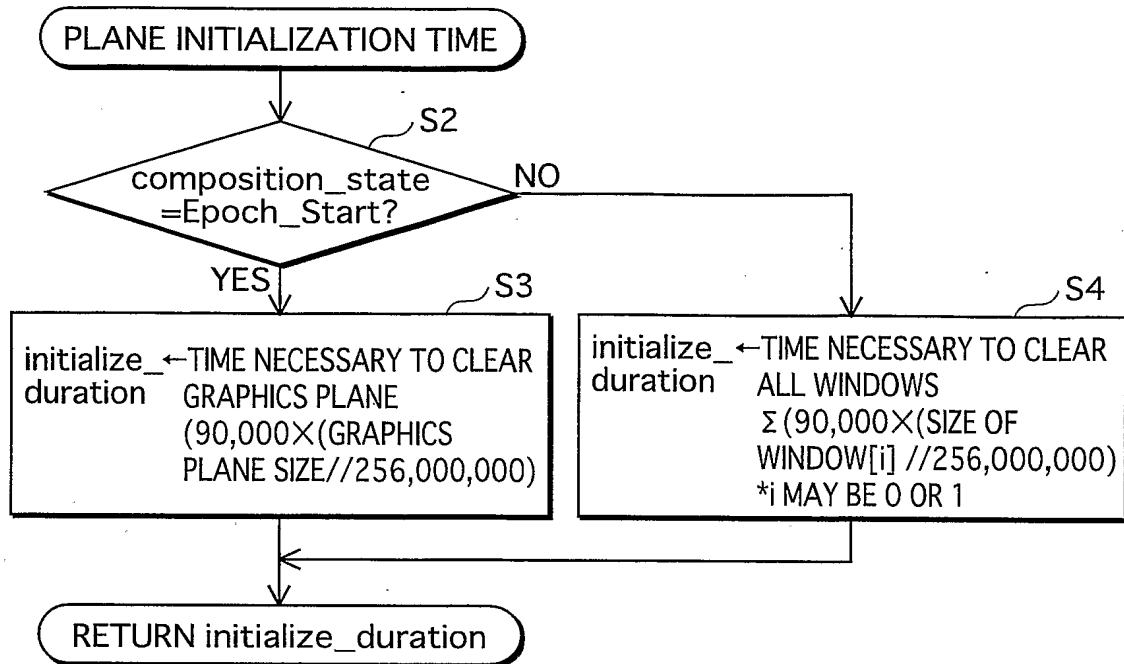 PLANE INITIALIZATION TIME
S2
composition_state
=Epoch_Start?
NO
YES
S3
initialize_←TIME NECESSARY TO CLEAR
duration GRAPHICS PLANE
(90,000×(GRAPHICS
PLANE SIZE//256,000,000)
S4
initialize_←TIME NECESSARY TO CLEAR
duration ALL WINDOWS
Σ(90,000×(SIZE OF
WINDOW[i] //256,000,000)
*i MAY BE 0 OR 1
RETURN initialize_duration